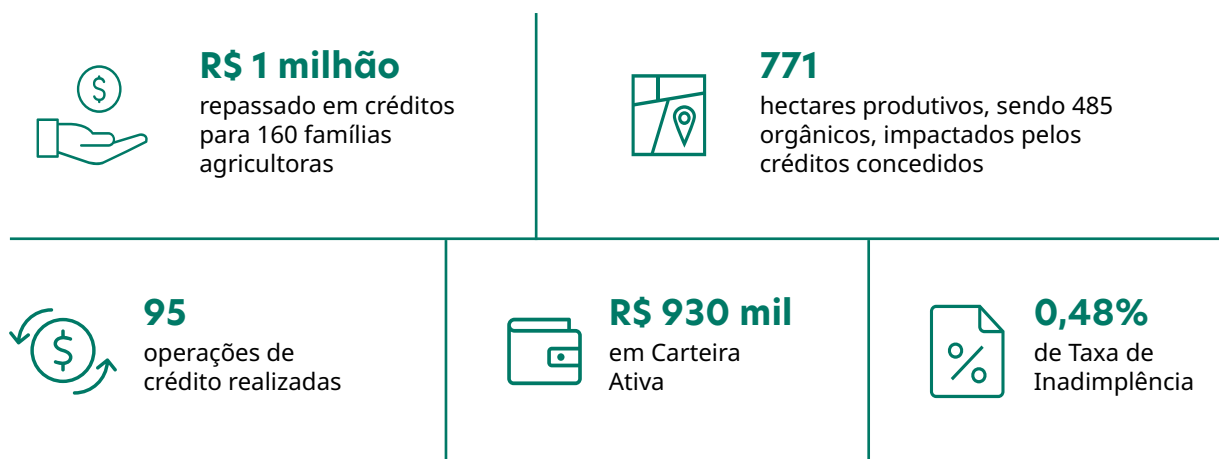 R$ 1 milhão
repassado em créditos
para 160 famílias
agricultoras
771
hectares produtivos, sendo 485
orgânicos, impactados pelos
créditos concedidos
95
operações de
crédito realizadas
R$ 930 mil
em Carteira
Ativa
0,48%
de Taxa de
Inadimplência